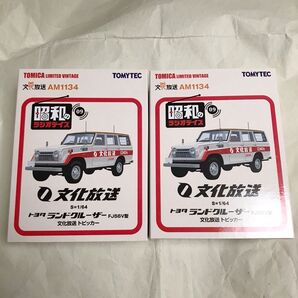 TOMICA LIMITED VINTAGE TOMYTEC
文化放送 AM1134
昭和の 09
ラジオデイズ
文化放送
S=1/64
トヨタ ランドクルーザー FJ56V型
文化放送 トピッカー
TOMICA LIMITED VINTAGE TOMYTEC
文化放送 AM1134
昭和の 09
ラジオデイズ
文化放送
S=1/64
トヨタ ランドクルーザー FJ56V型
文化放送 トピッカー